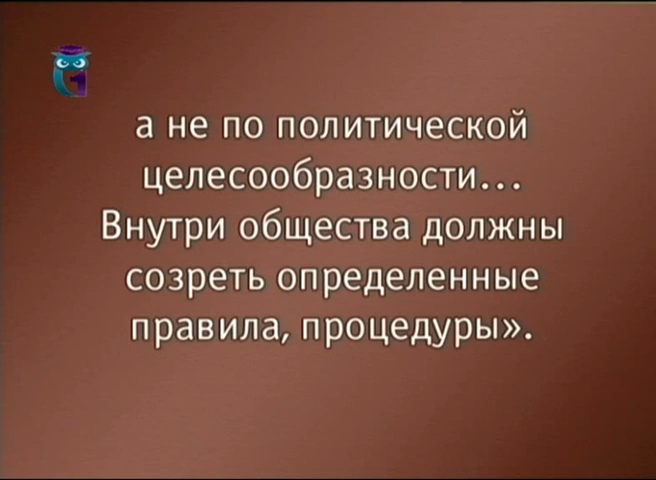 а не по политической
целесообразности...
Внутри общества должны
созреть определенные
правила, процедуры».